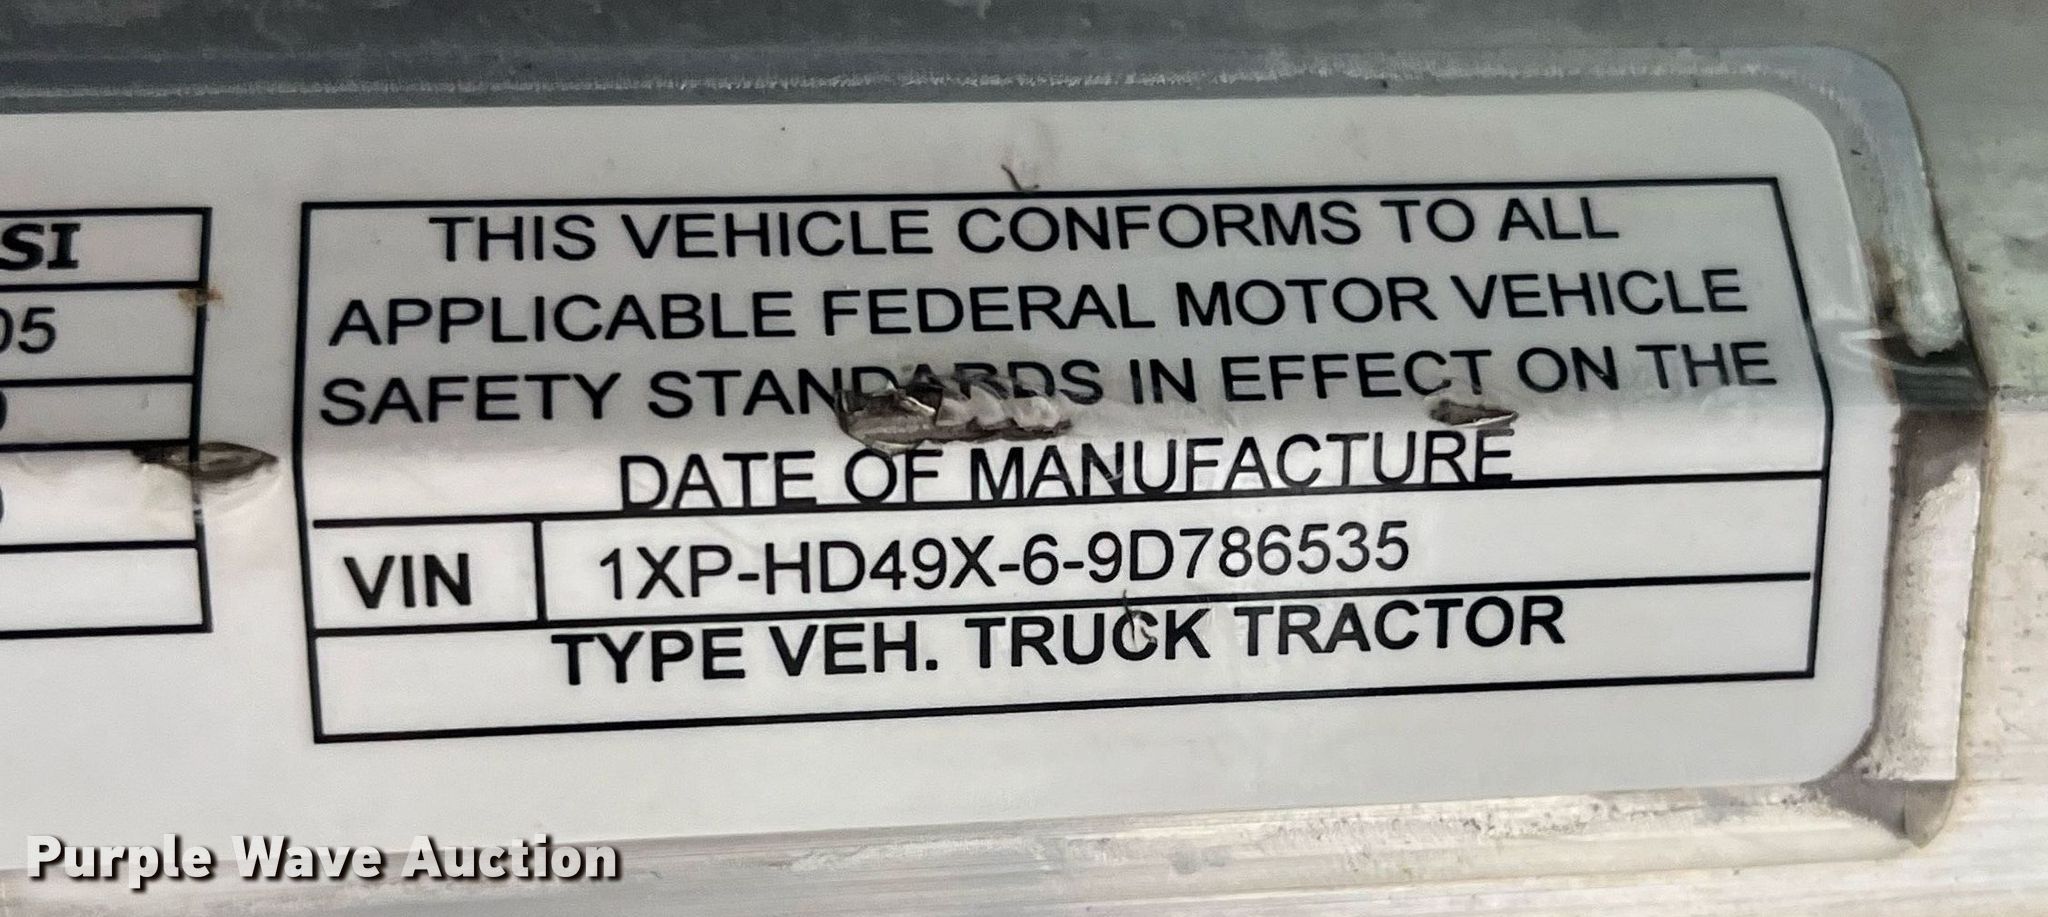 SI
05
THIS VEHICLE CONFORMS TO ALL
APPLICABLE FEDERAL MOTOR VEHICLE
SAFETY STANDARDS IN EFFECT ON THE
DATE OF MANUFACTURE
VIN 1XP-HD49X-6-9D786535
TYPE VEH. TRUCK TRACTOR
Purple Wave Auction